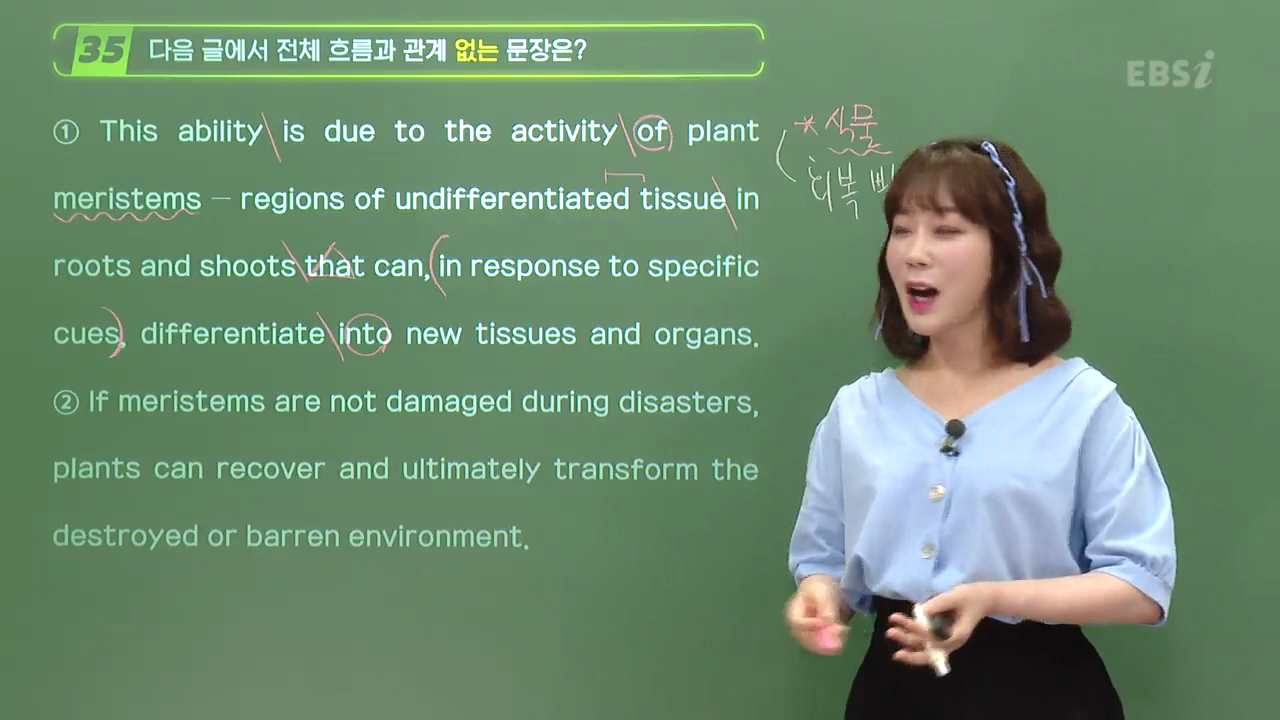 35 다음 글에서 전체 흐름과 관계 없는 문장은?
EBSi
① This ability is due to the activity of plant
meristems — regions of undifferentiated tissue in
roots and shoots that can, in response to specific
cues, differentiate into new tissues and organs.
② If meristems are not damaged during disasters,
plants can recover and ultimately transform the
destroyed or barren environment.
*식물
회복